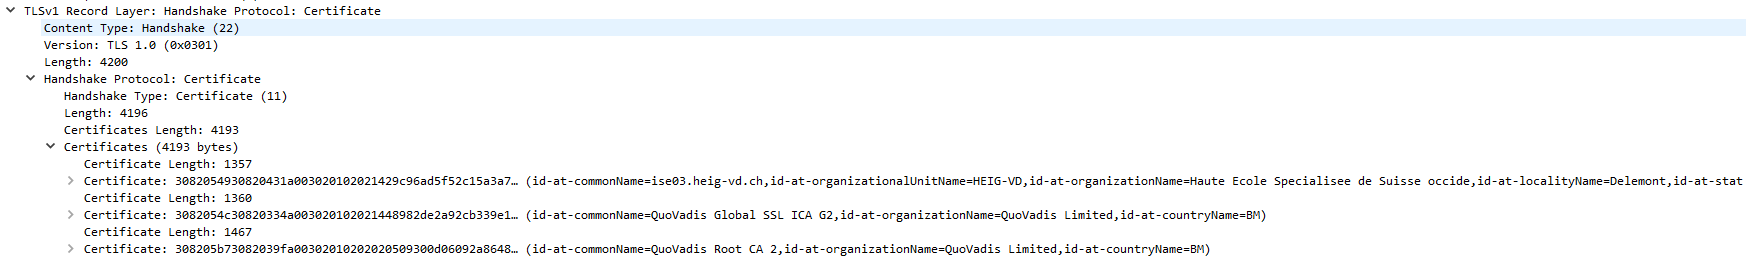 TLSv1 Record Layer: Handshake Protocol: Certificate
Content Type: Handshake (22)
Version: TLS 1.0 (0x0301)
Length: 4200
Handshake Protocol: Certificate
Handshake Type: Certificate (11)
Length: 4196
Certificates Length: 4193
Certificates (4193 bytes)
Certificate Length: 1357
Certificate: 3082054930820431a003020102021429c96ad5f52c15a3a7… (id-at-commonName=ise03.heig-vd.ch,id-at-organizationalUnitName=HEIG-VD,id-at-organizationName=Haute Ecole Specialisee de Suisse occide,id-at-localityName=Delemont,id-at-stat
Certificate Length: 1360
Certificate: 3082054c30820334a003020102021448982de2a92cb339e1… (id-at-commonName=QuoVadis Global SSL ICA G2,id-at-organizationName=QuoVadis Limited,id-at-countryName=BM)
Certificate Length: 1467
Certificate: 308205b73082039fa00302010202020509300d06092a8648… (id-at-commonName=QuoVadis Root CA 2,id-at-organizationName=QuoVadis Limited,id-at-countryName=BM)